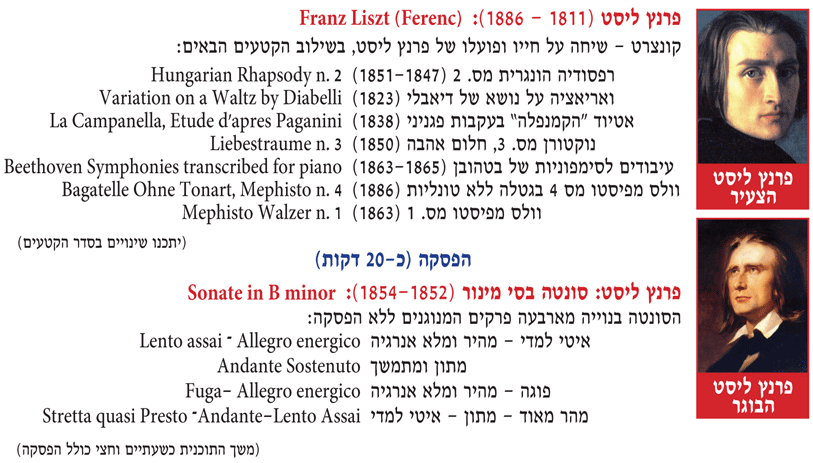 פרנץ ליסט (1811 - 1886): Franz Liszt (Ferenc)
קונצרט - שיחה על חייו ופועלו של פרנץ ליסט, בשילוב הקטעים הבאים:
רפסודיה הונגרית מס. 2 (1847-1851) Hungarian Rhapsody n. 2
ואריאציה על נושא של דיאבלי (1823) Variation on a Waltz by Diabelli
אטיוד "הקמנפלה" בעקבות פגניני (1838) La Campanella, Etude d'apres Paganini
נוקטורן מס. 3, חלום אהבה (1850) Liebestraume n. 3
עיבודים לסימפוניות של בטהובן (1863-1865) Beethoven Symphonies transcribed for piano
וולס מפיסטו מס 4 בגטלה ללא טונליות (1886) Bagatelle Ohne Tonart, Mephisto n. 4
וולס מפיסטו מס. 1 (1863) Mephisto Walzer n. 1
(יתכנו שינויים בסדר הקטעים)
הפסקה (כ-20 דקות)
פרנץ ליסט: סונטה בסי מינור (1852-1854): Sonate in B minor
הסונטה בנוייה מארבעה פרקים המנוגנים ללא הפסקה:
איטי למדי - מהיר ומלא אנרגיה Lento assai - Allegro energico
מתון ומתמשך Andante Sostenuto
פוגה - מהיר ומלא אנרגיה Fuga- Allegro energico
מהר מאוד - מתון - איטי למדי Stretta quasi Presto -Andante-Lento Assai
(משך התוכנית כשעתיים וחצי כולל הפסקה)
פרנץ ליסט
הצעיר
פרנץ ליסט
הבוגר